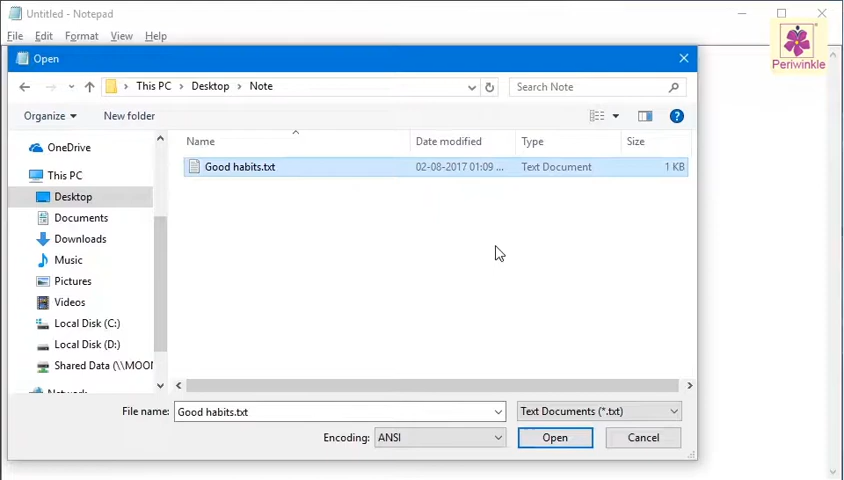 Untitled - Notepad
File Edit Format View Help
Periwinkle
Open
This PC > Desktop > Note
Search Note
Organize New folder
Name Date modified Type Size
Good habits.txt 02-08-2017 01:09 ... Text Document 1 KB
OneDrive
This PC
Desktop
Documents
Downloads
Music
Pictures
Videos
Local Disk (C:)
Local Disk (D:)
Shared Data (\\MOON
Network
File name: Good habits.txt Text Documents (*.txt)
Encoding: ANSI Open Cancel